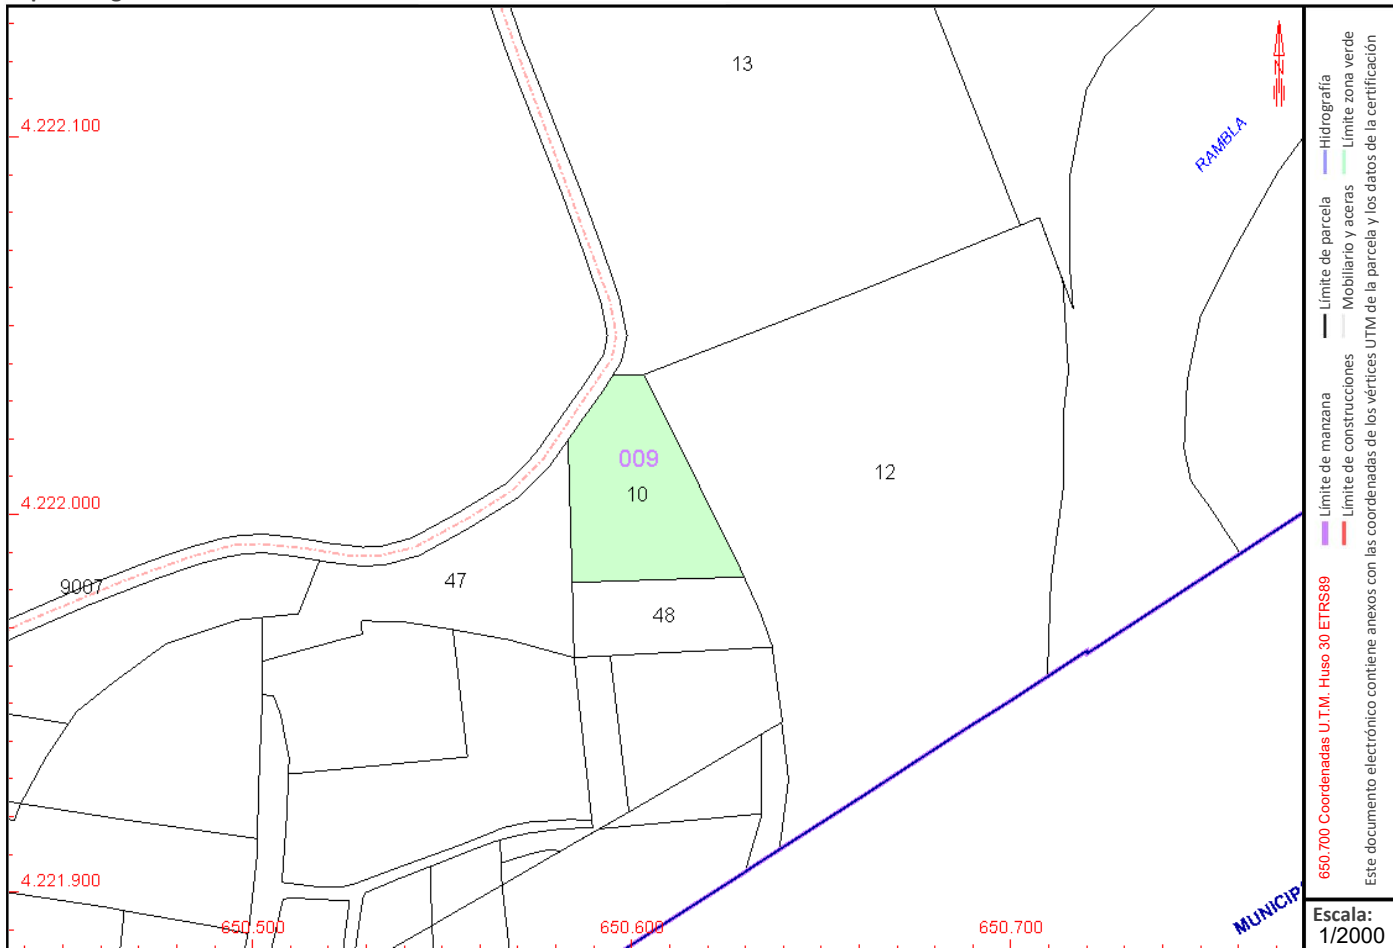 13
RAMBLA
N
4.222.100
009
10
12
4.222.000
47
9007
48
4.221.900
650.500
650.600
650.700
Límite de manzana
Límite de parcela
Hidrografía
Límite de construcciones
Mobiliario y aceras
Límite zona verde
650.700 Coordenadas U.T.M. Huso 30 ETRS89
Este documento electrónico contiene anexos con las coordenadas de los vértices UTM de la parcela y los datos de la certificación
Escala:
1/2000